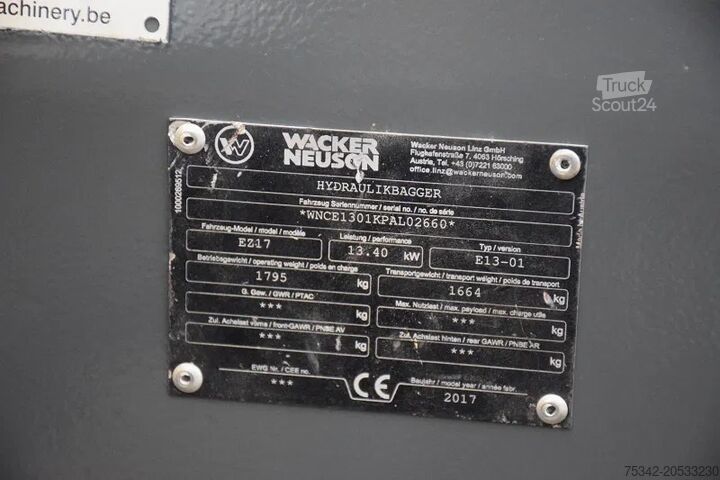 achinery.be
Truck
Scout24
WACKER
NEUSON
Wacker Neuson Linz GmbH
Flughafenstraße 7, 4063 Hörsching
Austria, Tel. +43 (0)7221 63000
office.linz@wackerneuson.com
1000269512
HYDRAULIKBAGGER
Fahrzeug Seriennummer / serial no. / no. de série
*WNCE1301KPAL02660*
Fahrzeug-Model / model / modèle
EZ17
Leistung / performance
13.40 kW
Typ / version
E13-01
Betriebsgewicht / operating weight / poids en charge
1795 kg
Transportgewicht / transport weight / poids de transport
1664 kg
G. Gew. / GWR / PTAC
*** kg
Max. Nutzlast / max. payload / max. charge utile
*** kg
Zul. Achslast vorne / front-GAWR / PNBE AV
*** kg
Zul. Achslast hinten / rear GAWR / PNBE AR
*** kg
EWG Nr. / CEE no.
***
CE
Baujahr / model year / année fabr.
2017
75342-20533230